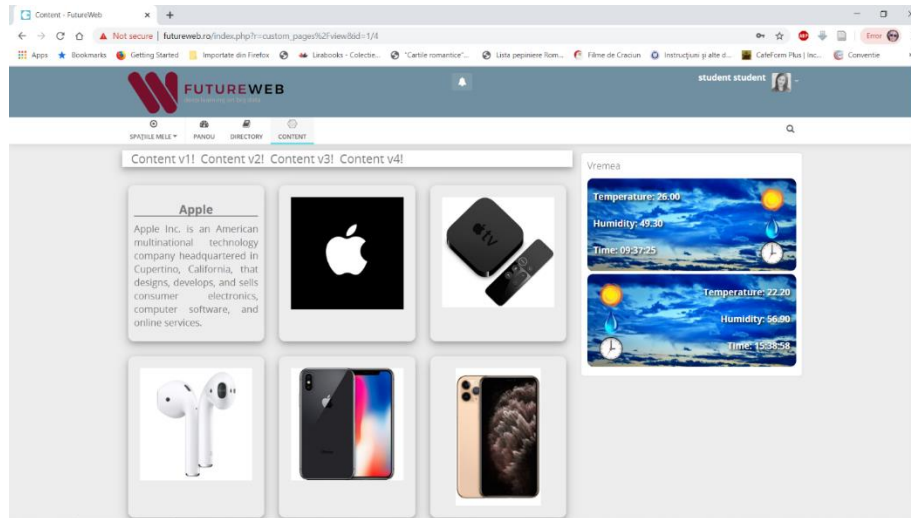 Content - FutureWeb
Not secure | futureweb.ro/index.php?r=custom_pages%2Fview&id=1/4
Error
Apps Bookmarks Getting Started Importate din Firefox Lirabooks - Colectie... "Cartile romantice"... Lista pepiniere Rom... Filme de Craciun Instrucțiuni și alte d... CafeForm Plus | Inc... Conventie
FUTUREWEB
student student
SPAȚIILE MELE PANOU DIRECTORY CONTENT
Content v1! Content v2! Content v3! Content v4!
Apple
Apple Inc. is an American
multinational technology
company headquartered in
Cupertino, California, that
designs, develops, and sells
consumer electronics,
computer software, and
online services.
tv
Vremea
Temperature: 26.00
Humidity: 49.30
Time: 09:37:25
Temperature: 22.20
Humidity: 56.90
Time: 15:38:58